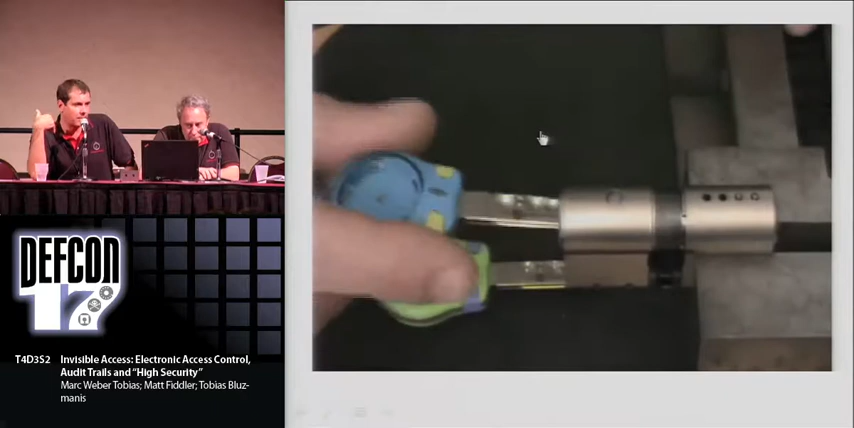 DEFCON
17
T4D3S2 Invisible Access: Electronic Access Control,
Audit Trails and “High Security”
Marc Weber Tobias; Matt Fiddler; Tobias Bluz-
manis